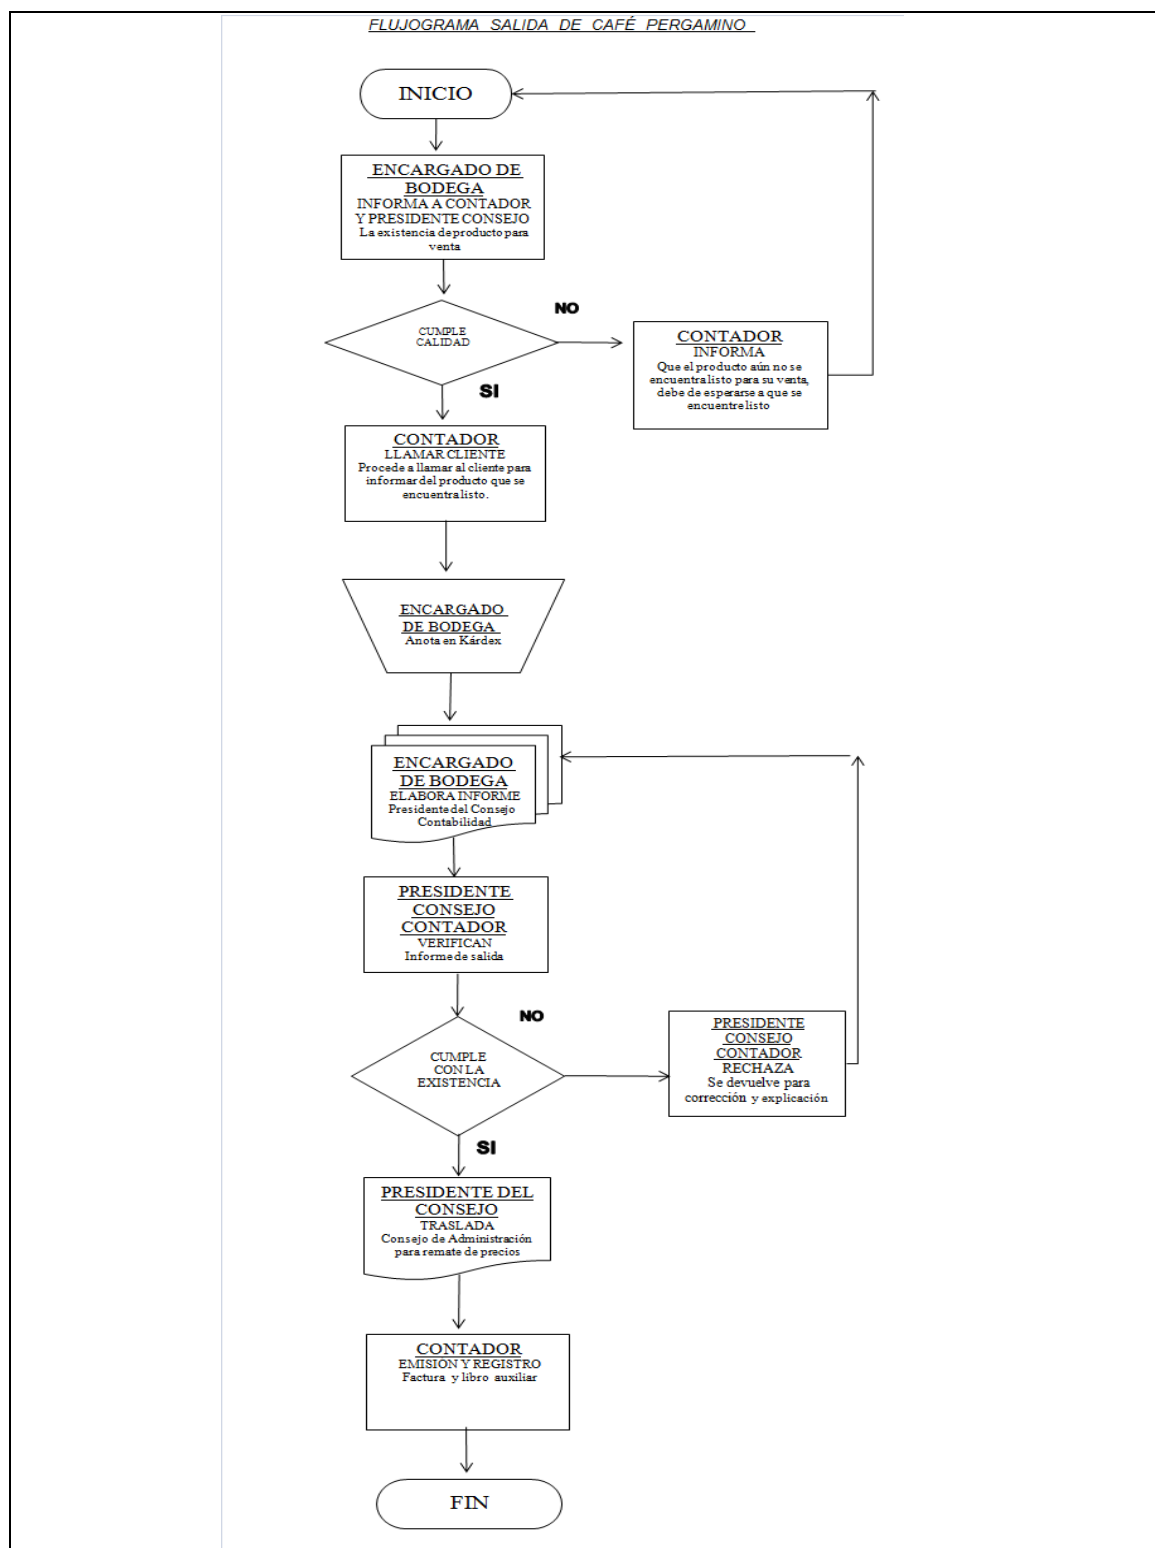 FLUJOGRAMA SALIDA DE CAFÉ PERGAMINO
INICIO
ENCARGADO DE
BODEGA
INFORMA A CONTADOR
Y PRESIDENTE CONSEJO
La existencia de producto para
venta
CUMPLE
CALIDAD
NO
CONTADOR
INFORMA
Que el producto aún no se
encuentra listo para su venta,
debe de esperarse a que se
encuentre listo
SI
CONTADOR
LLAMAR CLIENTE
Procede a llamar al cliente para
informar del producto que se
encuentra listo.
ENCARGADO
DE BODEGA
Anota en Kárdex
ENCARGADO
DE BODEGA
ELABORA INFORME
Presidente del Consejo
Contabilidad
PRESIDENTE
CONSEJO
CONTADOR
VERIFICAN
Informe de salida
CUMPLE
CON LA
EXISTENCIA
NO
PRESIDENTE
CONSEJO
CONTADOR
RECHAZA
Se devuelve para
corrección y explicación
SI
PRESIDENTE DEL
CONSEJO
TRASLADA
Consejo de Administración
para remate de precios
CONTADOR
EMISIÓN Y REGISTRO
Factura y libro auxiliar
FIN